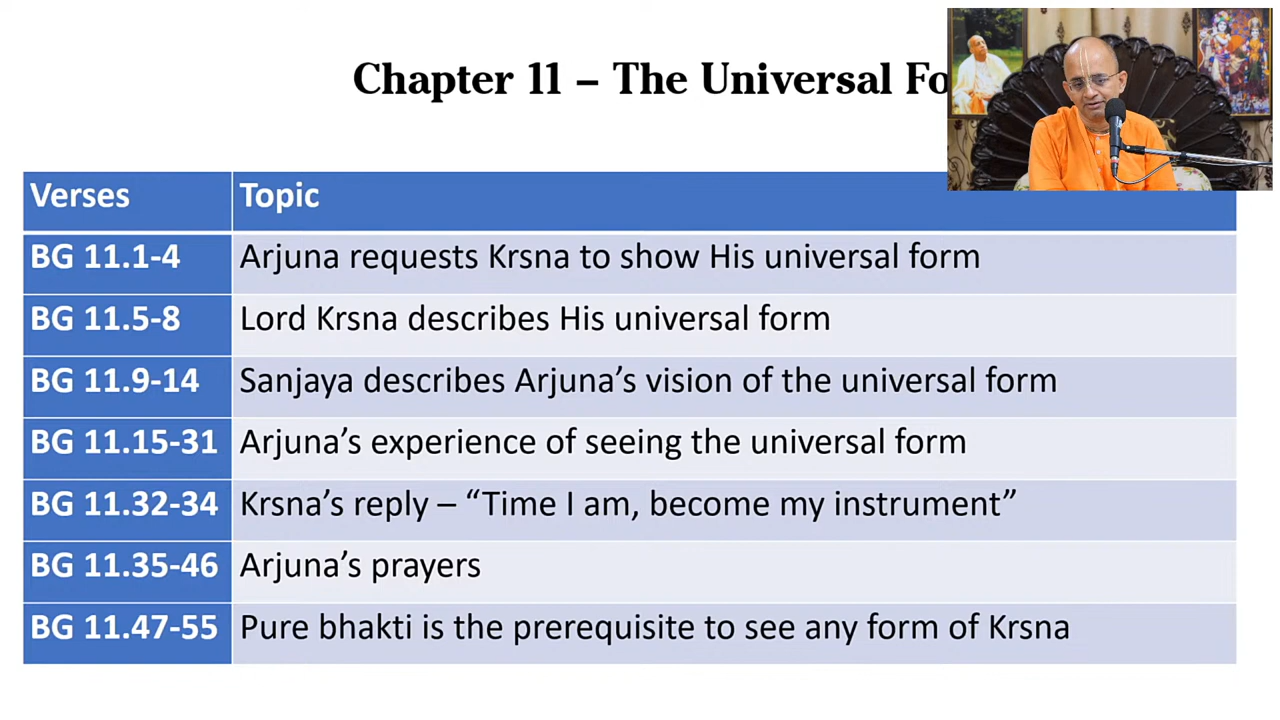 Chapter 11 – The Universal Fo
Verses Topic
BG 11.1-4 Arjuna requests Krsna to show His universal form
BG 11.5-8 Lord Krsna describes His universal form
BG 11.9-14 Sanjaya describes Arjuna’s vision of the universal form
BG 11.15-31 Arjuna’s experience of seeing the universal form
BG 11.32-34 Krsna’s reply – “Time I am, become my instrument”
BG 11.35-46 Arjuna’s prayers
BG 11.47-55 Pure bhakti is the prerequisite to see any form of Krsna